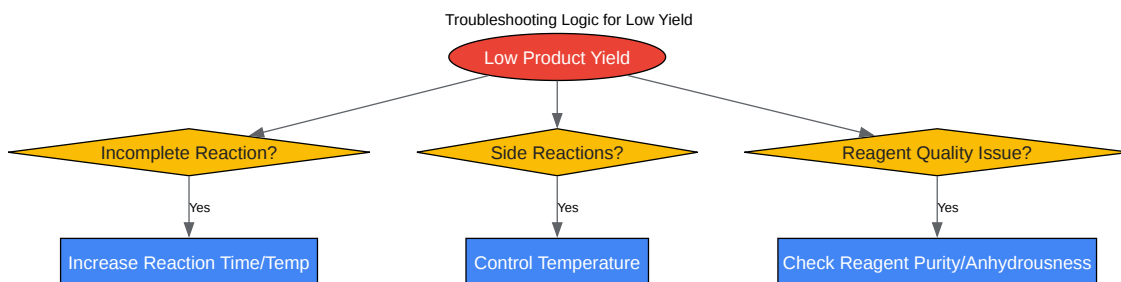 Troubleshooting Logic for Low Yield
Low Product Yield
Incomplete Reaction?
Side Reactions?
Reagent Quality Issue?
Yes
Yes
Yes
Increase Reaction Time/Temp
Control Temperature
Check Reagent Purity/Anhydrousness